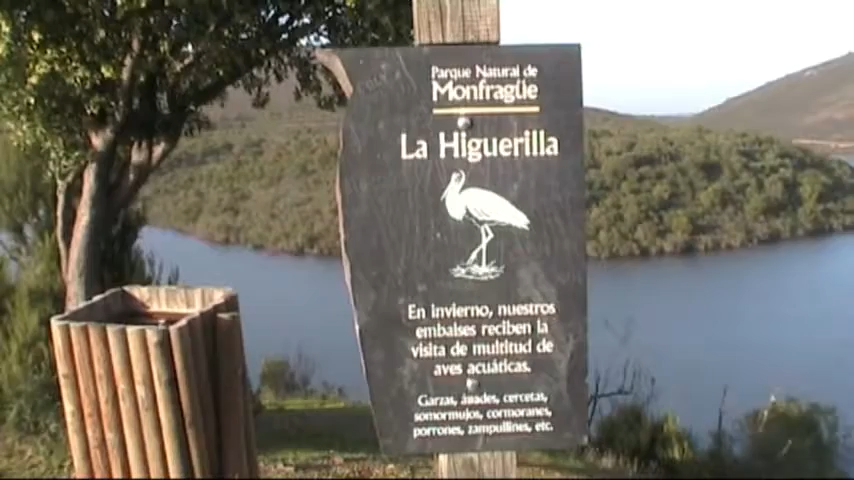 Parque Natural de
Monfragüe
La Higuerilla
En invierno, nuestros
embalses reciben la
visita de multitud de
aves acuáticas.
Garzas, ánades, cercetas,
somormujos, cormoranes,
porrones, zampullines, etc.